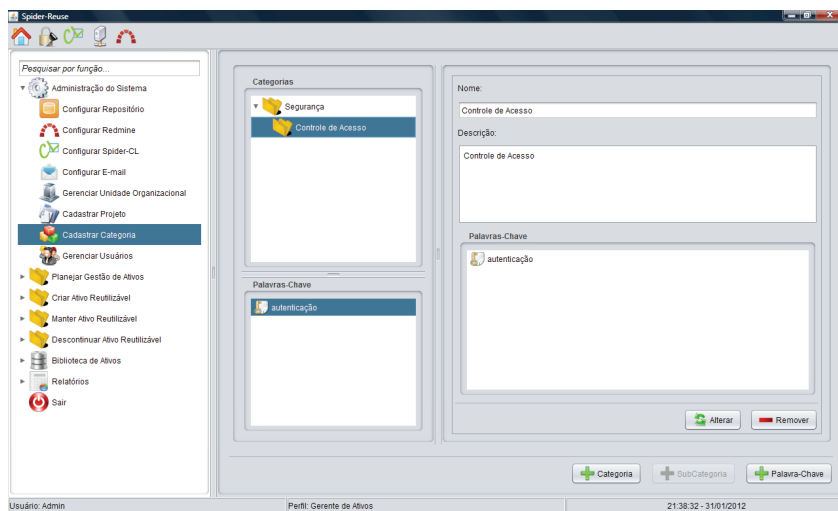 Spider-Reuse
Pesquisar por função...
Administração do Sistema
Configurar Repositório
Configurar Redmine
Configurar Spider-CL
Configurar E-mail
Gerenciar Unidade Organizacional
Cadastrar Projeto
Cadastrar Categoria
Gerenciar Usuários
Planejar Gestão de Ativos
Criar Ativo Reutilizável
Manter Ativo Reutilizável
Descontinuar Ativo Reutilizável
Biblioteca de Ativos
Relatórios
Sair
Categorias
Segurança
Controle de Acesso
Palavras-Chave
autenticação
Nome:
Controle de Acesso
Descrição:
Controle de Acesso
Palavras-Chave
autenticação
Alterar
Remover
Categoria
SubCategoria
Palavra-Chave
Usuário: Admin
Perfil: Gerente de Ativos
21:38:32 - 31/01/2012